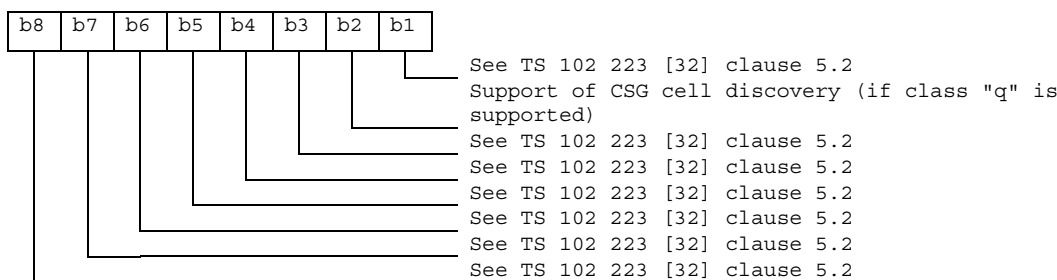 b8 b7 b6 b5 b4 b3 b2 b1
See TS 102 223 [32] clause 5.2
Support of CSG cell discovery (if class "q" is
supported)
See TS 102 223 [32] clause 5.2
See TS 102 223 [32] clause 5.2
See TS 102 223 [32] clause 5.2
See TS 102 223 [32] clause 5.2
See TS 102 223 [32] clause 5.2
See TS 102 223 [32] clause 5.2